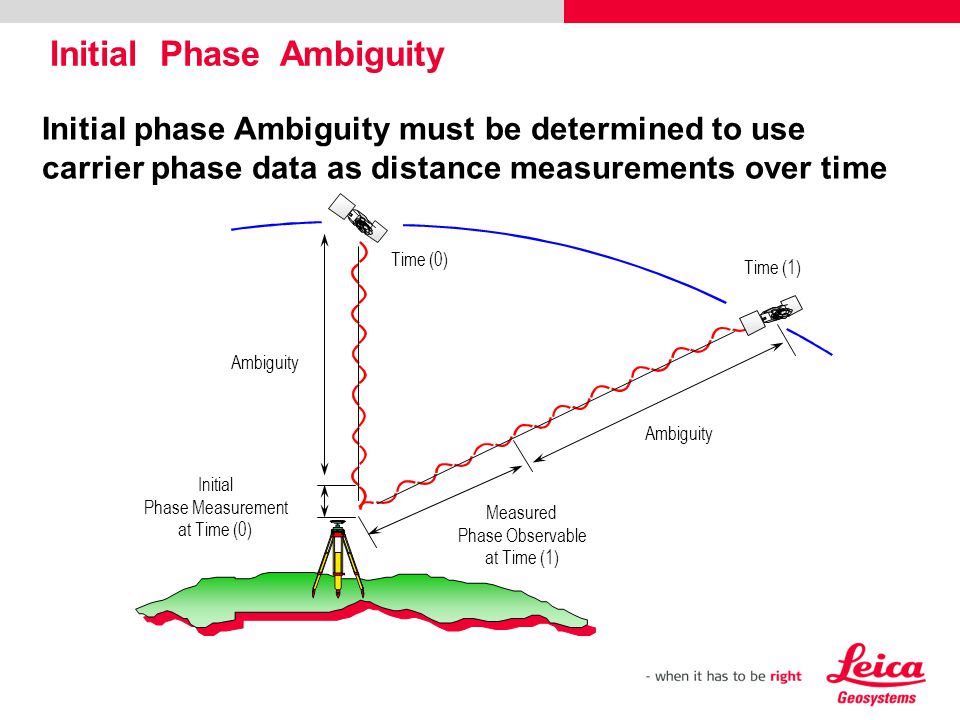 Initial Phase Ambiguity
Initial phase Ambiguity must be determined to use
carrier phase data as distance measurements over time
Time (0)
Time (1)
Ambiguity
Ambiguity
Initial
Phase Measurement
at Time (0)
Measured
Phase Observable
at Time (1)
- when it has to be right
Leica
Geosystems